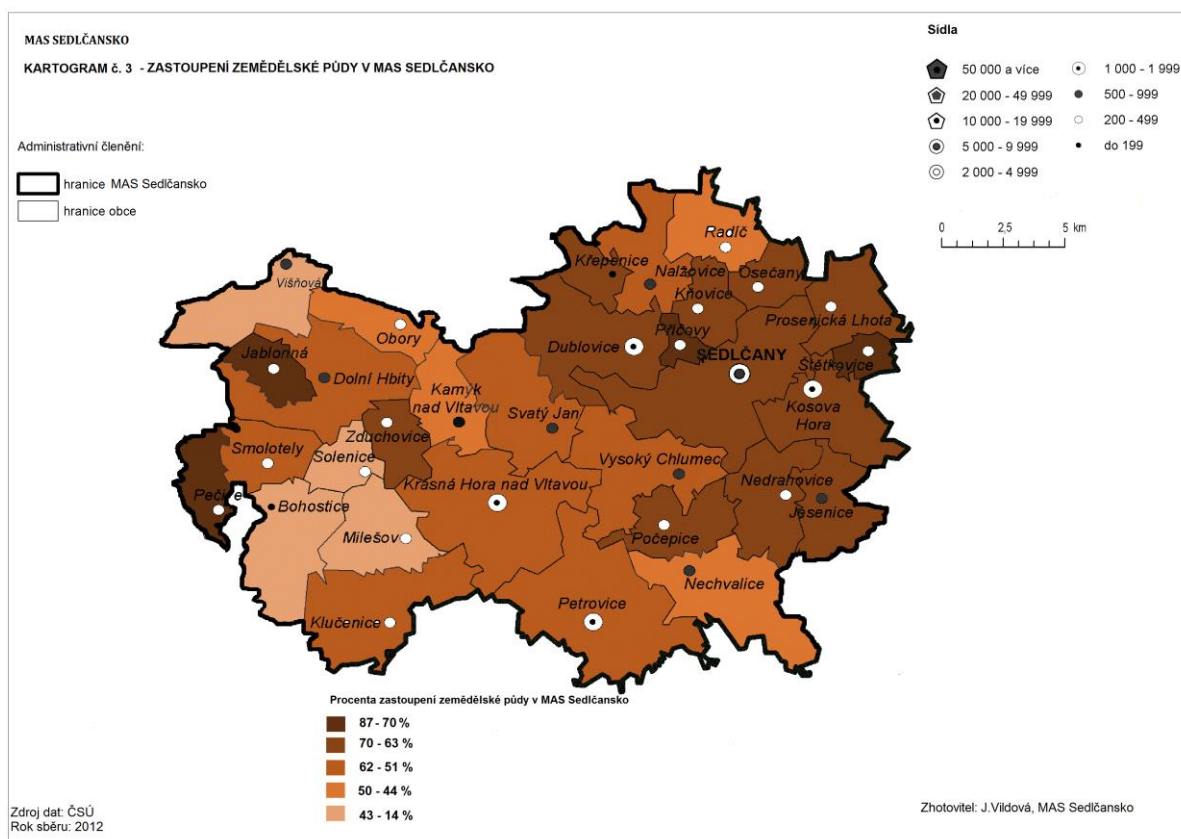 MAS SEDLČANSKO
KARTOGRAM č. 3 - ZASTOUPENÍ ZEMĚDĚLSKÉ PŮDY V MAS SEDLČANSKO
Administrativní členění:
hranice MAS Sedlčansko
hranice obce
Sídla
50 000 a více
20 000 - 49 999
10 000 - 19 999
5 000 - 9 999
2 000 - 4 999
1 000 - 1 999
500 - 999
200 - 499
do 199
0 2,5 5 km
Radíč
Křepenice
Nalžovice
Osečany
Višňová
Kňovice
Prosenická Lhota
Obory
Příčovy
Dublovice
SEDLČANY
Jablonná
Štětkovice
Dolní Hbity
Kamýk
nad Vltavou
Svatý Jan
Kosova
Hora
Zduchovice
Smolotely
Solenice
Vysoký Chlumec
Krásná Hora nad Vltavou
Nedrahovice
Pečice
Jesenice
Bohostice
Milešov
Počepice
Nechvalice
Petrovice
Klučenice
Procenta zastoupení zemědělské půdy v MAS Sedlčansko
87 - 70 %
70 - 63 %
62 - 51 %
50 - 44 %
43 - 14 %
Zdroj dat: ČSÚ
Rok sběru: 2012
Zhotovitel: J.Vildová, MAS Sedlčansko